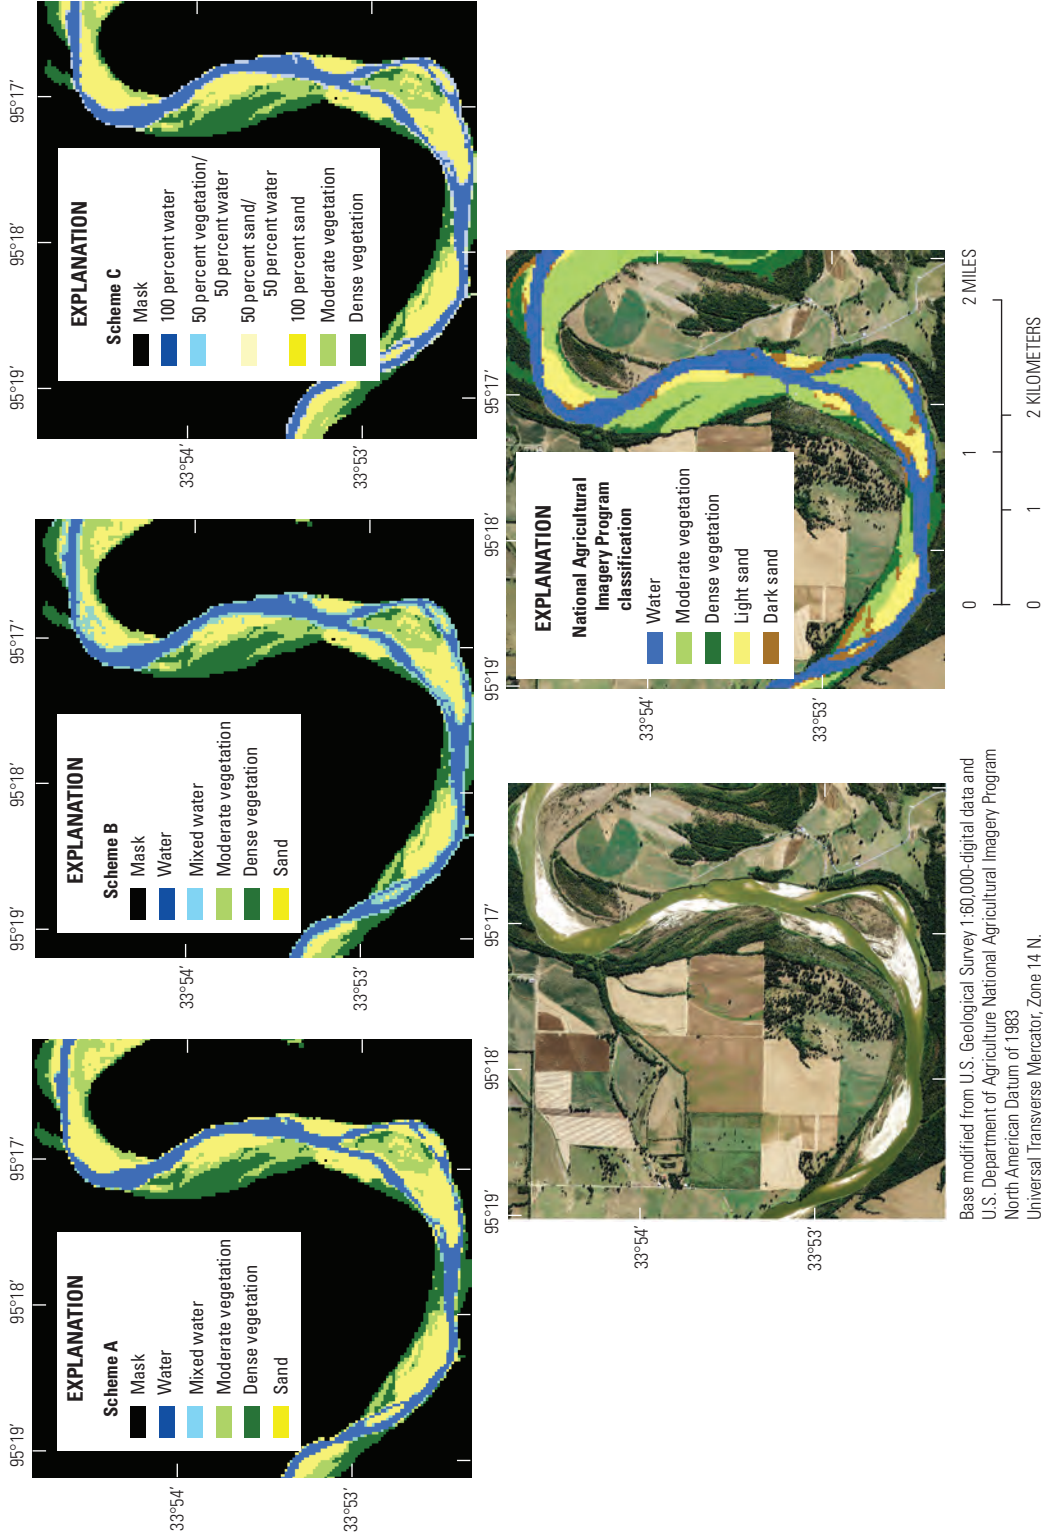 95°19′
95°18′
95°17′
33°54′
33°53′
EXPLANATION
Scheme A
Mask
Water
Mixed water
Moderate vegetation
Dense vegetation
Sand
95°19′
95°18′
95°17′
33°54′
33°53′
EXPLANATION
Scheme B
Mask
Water
Mixed water
Moderate vegetation
Dense vegetation
Sand
95°19′
95°18′
95°17′
33°54′
33°53′
EXPLANATION
Scheme C
Mask
100 percent water
50 percent vegetation/
50 percent water
50 percent sand/
50 percent water
100 percent sand
Moderate vegetation
Dense vegetation
95°19′
95°18′
95°17′
33°54′
33°53′
95°19′
95°18′
95°17′
33°54′
33°53′
EXPLANATION
National Agricultural
Imagery Program
classification
Water
Moderate vegetation
Dense vegetation
Light sand
Dark sand
Base modified from U.S. Geological Survey 1:60,000-digital data and
U.S. Department of Agriculture National Agricultural Imagery Program
North American Datum of 1983
Universal Transverse Mercator, Zone 14 N.
0 1 2 MILES
0 1 2 KILOMETERS